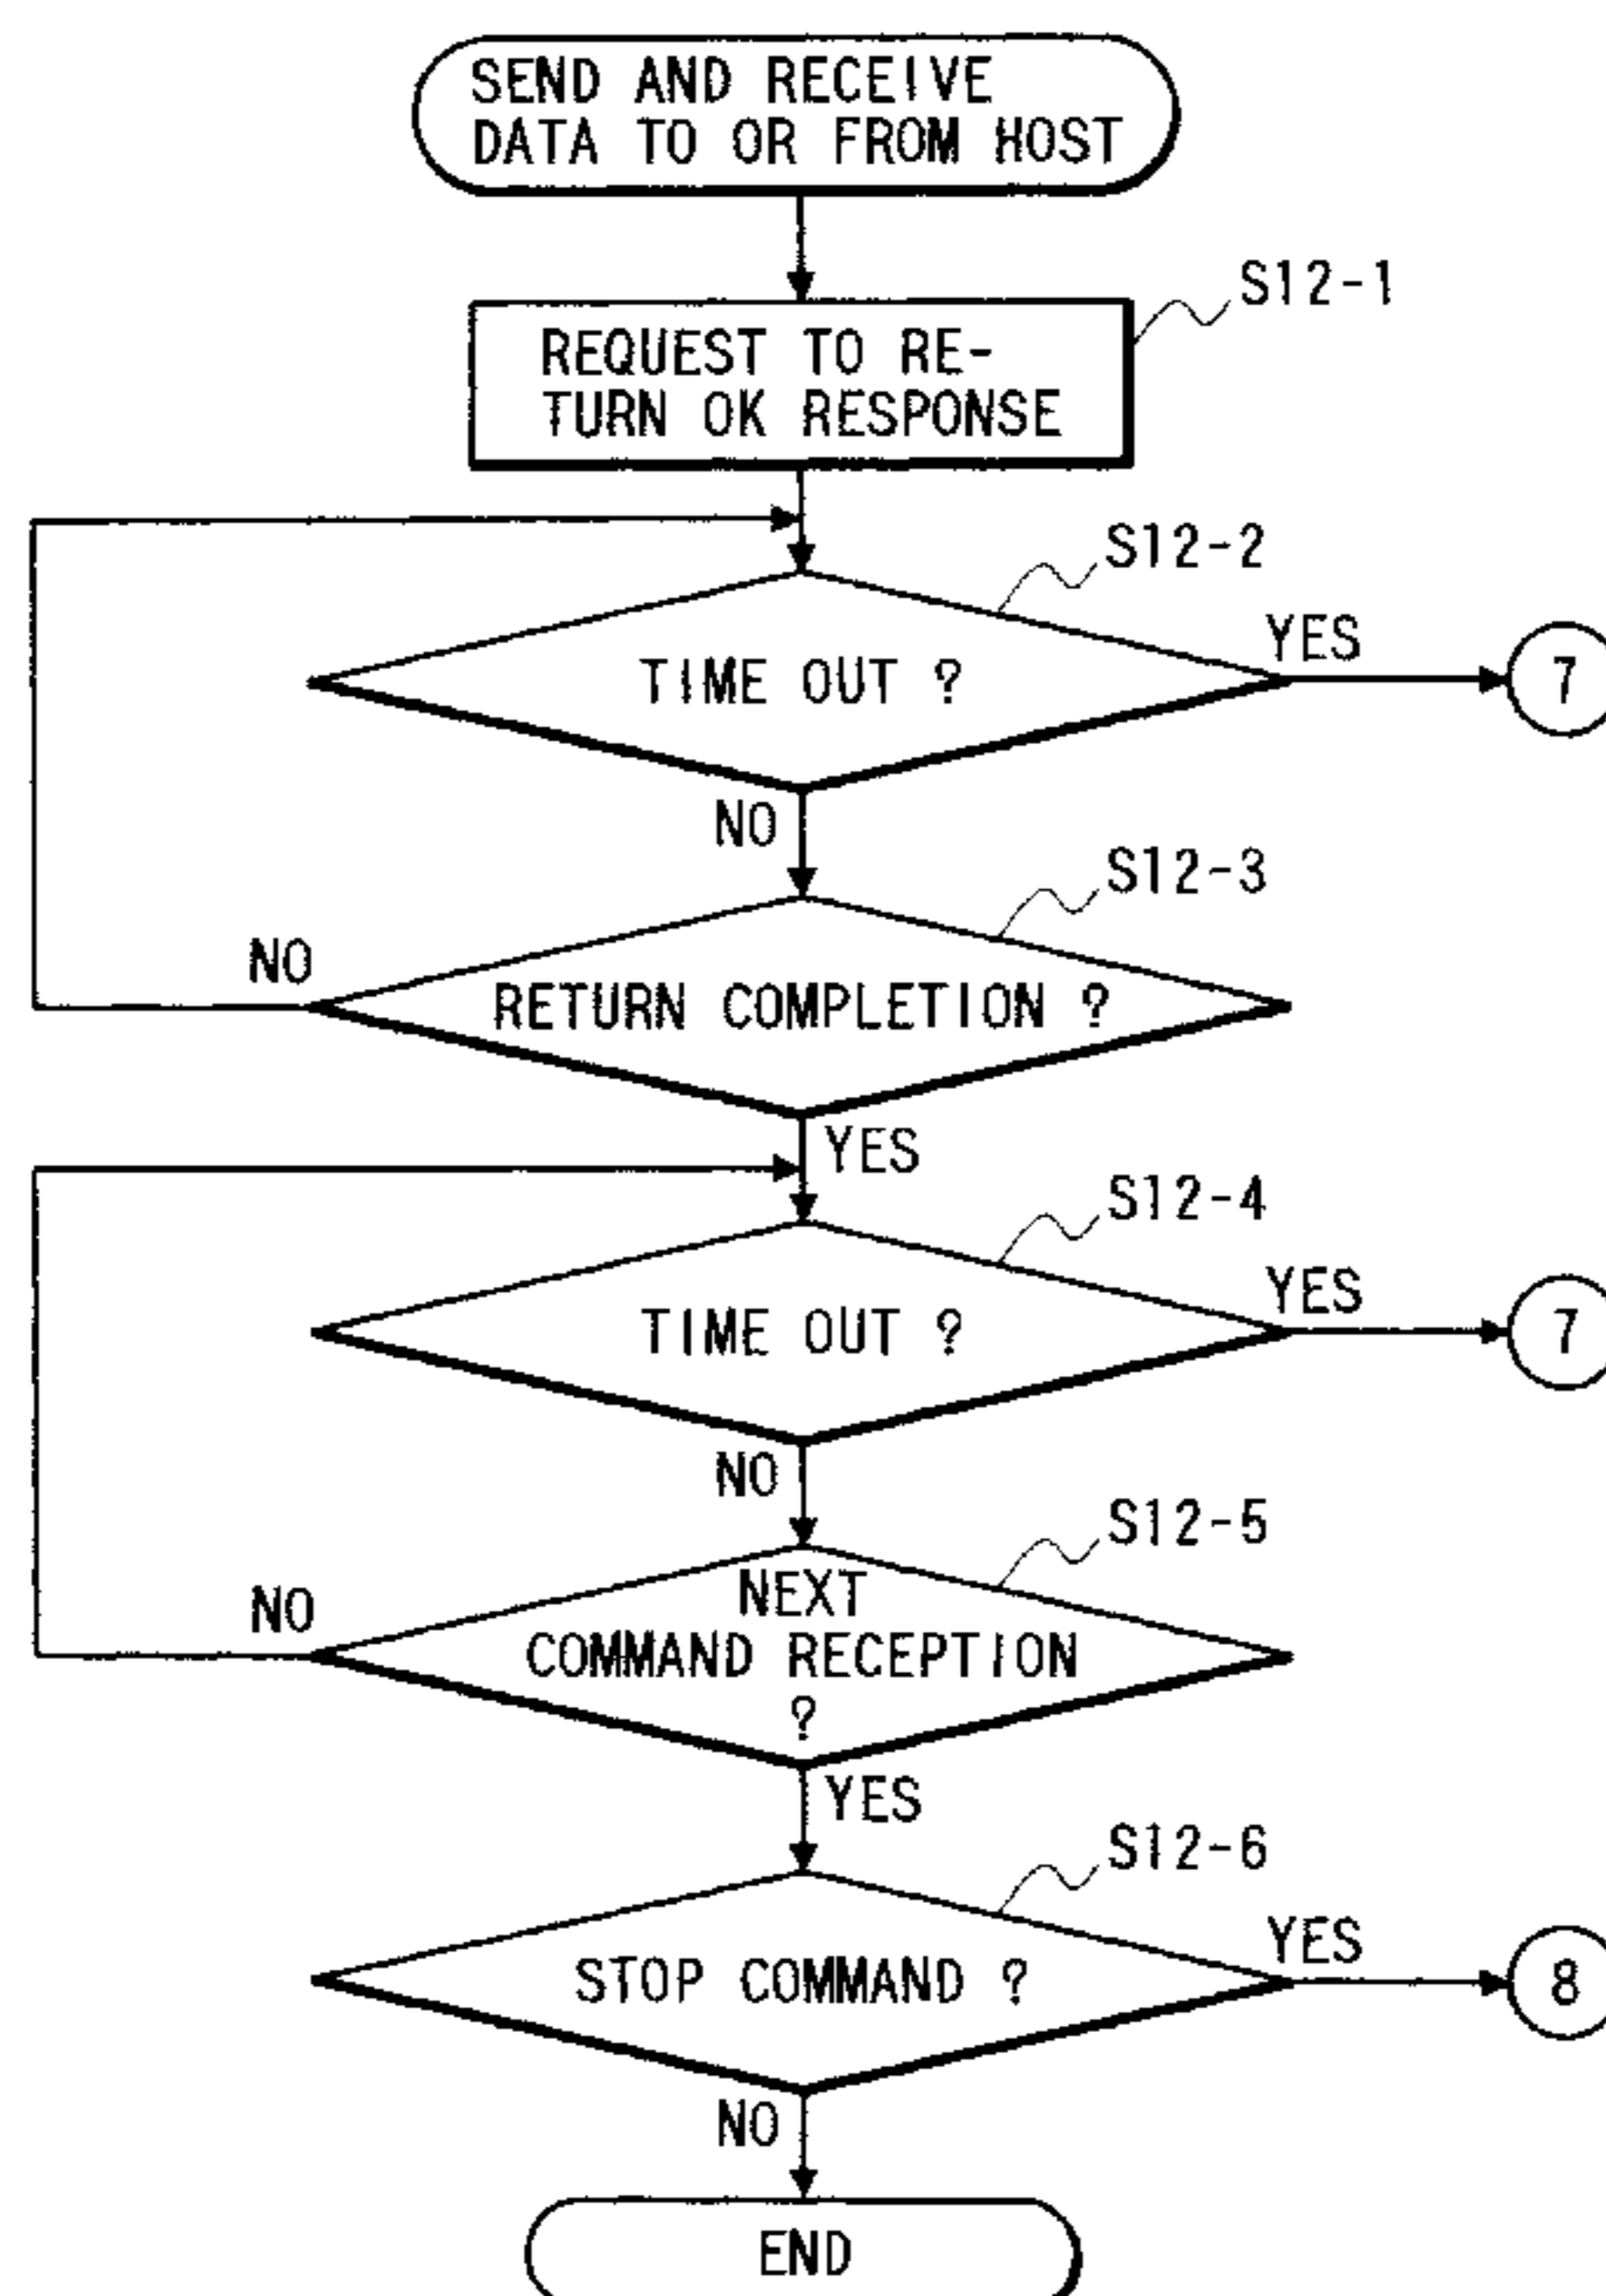 SEND AND RECEIVE
DATA TO OR FROM HOST
S12-1
REQUEST TO RE-
TURN OK RESPONSE
S12-2
YES
TIME OUT ?
7
NO
S12-3
NO
RETURN COMPLETION ?
YES
S12-4
YES
TIME OUT ?
7
NO
S12-5
NO
NEXT
COMMAND RECEPTION
?
YES
S12-6
YES
STOP COMMAND ?
8
NO
END